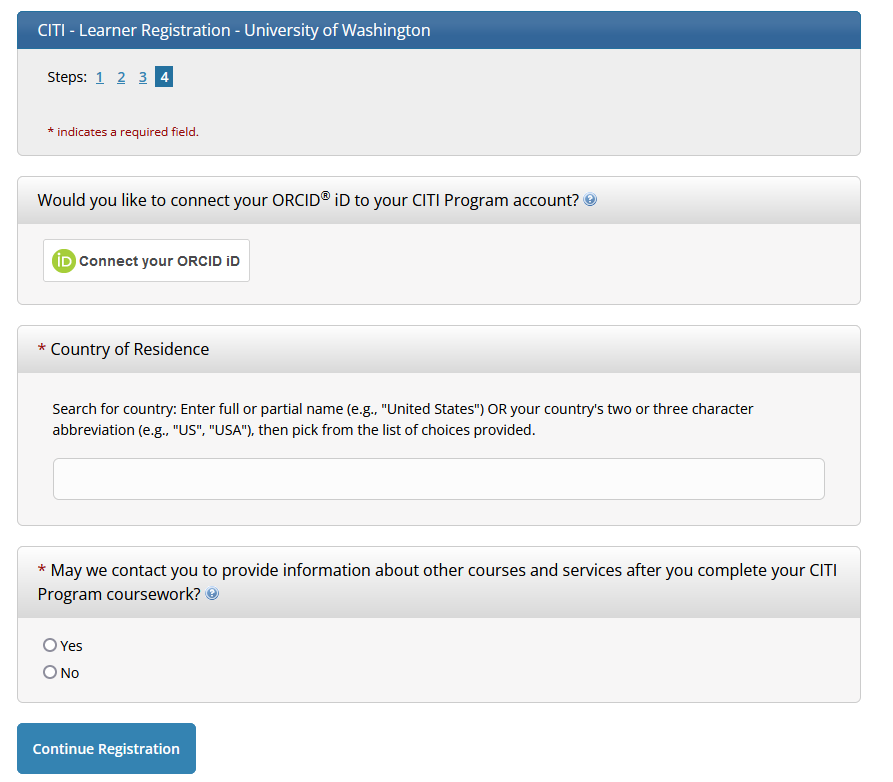 CITI - Learner Registration - University of Washington
Steps: 1 2 3 4
* indicates a required field.
Would you like to connect your ORCID® iD to your CITI Program account? ?
iD Connect your ORCID iD
* Country of Residence
Search for country: Enter full or partial name (e.g., "United States") OR your country's two or three character
abbreviation (e.g., "US", "USA"), then pick from the list of choices provided.
* May we contact you to provide information about other courses and services after you complete your CITI
Program coursework? ?
Yes
No
Continue Registration